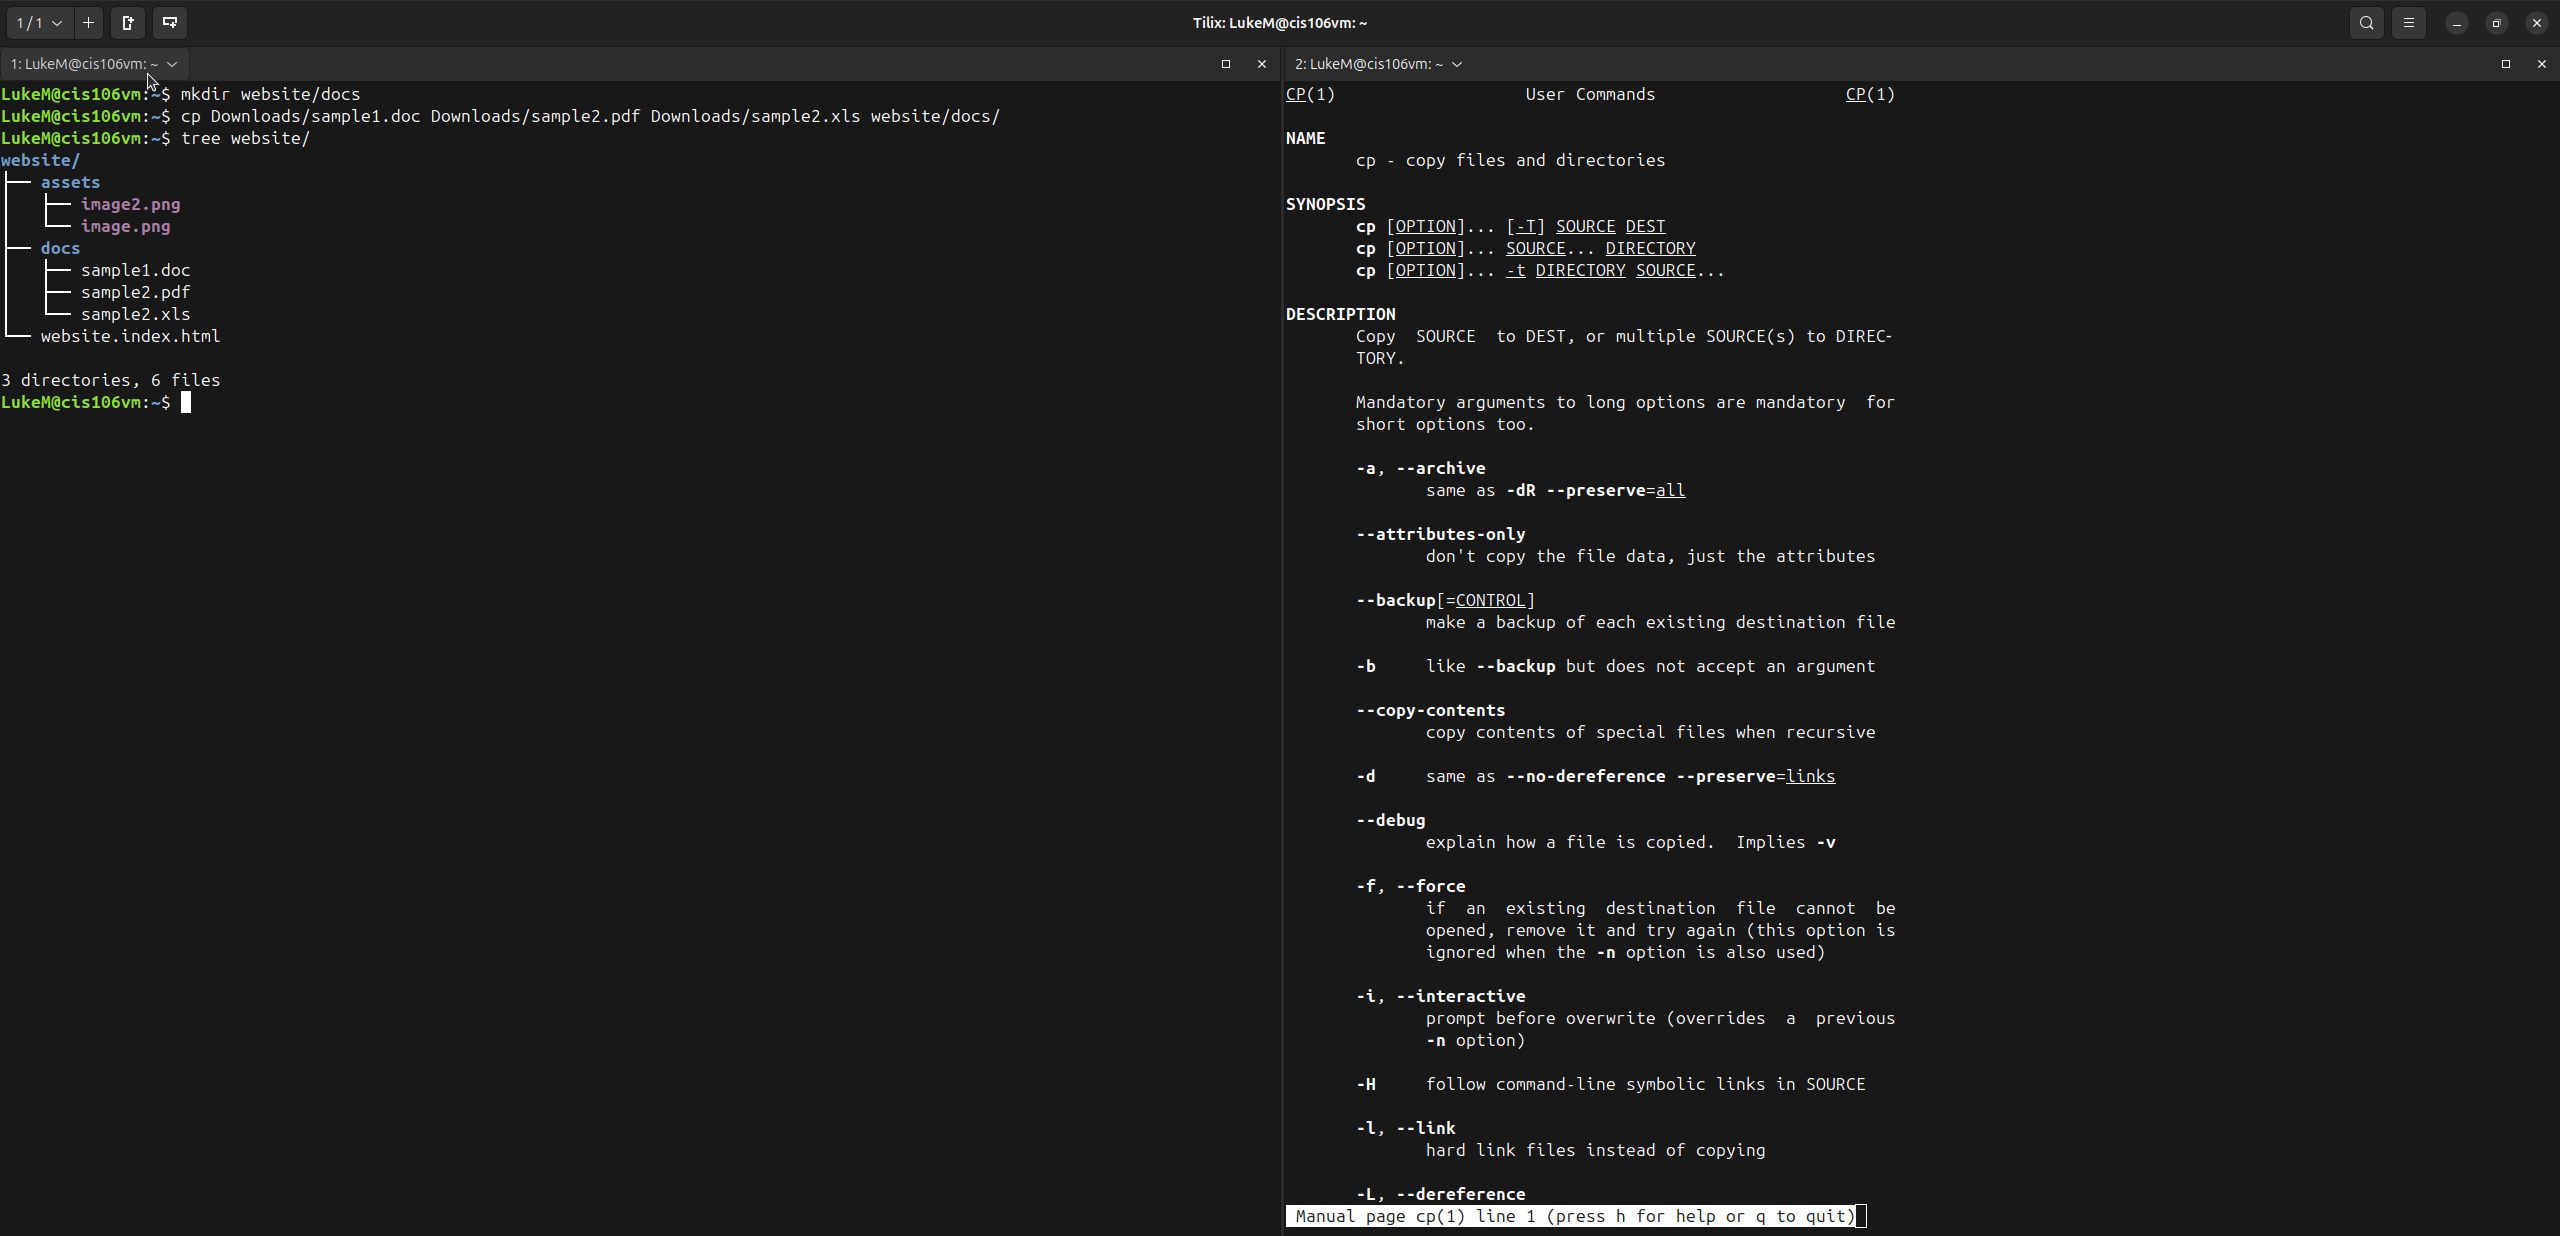 1 / 1
Tilix: LukeM@cis106vm: ~
1: LukeM@cis106vm: ~
LukeM@cis106vm:~$ mkdir website/docs
LukeM@cis106vm:~$ cp Downloads/sample1.doc Downloads/sample2.pdf Downloads/sample2.xls website/docs/
LukeM@cis106vm:~$ tree website/
website/
├── assets
│   ├── image2.png
│   └── image.png
├── docs
│   ├── sample1.doc
│   ├── sample2.pdf
│   └── sample2.xls
└── website.index.html
3 directories, 6 files
LukeM@cis106vm:~$
2: LukeM@cis106vm: ~
CP(1) User Commands CP(1)
NAME
cp - copy files and directories
SYNOPSIS
cp [OPTION]... [-T] SOURCE DEST
cp [OPTION]... SOURCE... DIRECTORY
cp [OPTION]... -t DIRECTORY SOURCE...
DESCRIPTION
Copy SOURCE to DEST, or multiple SOURCE(s) to DIREC-
TORY.
Mandatory arguments to long options are mandatory for
short options too.
-a, --archive
same as -dR --preserve=all
--attributes-only
don't copy the file data, just the attributes
--backup[=CONTROL]
make a backup of each existing destination file
-b like --backup but does not accept an argument
--copy-contents
copy contents of special files when recursive
-d same as --no-dereference --preserve=links
--debug
explain how a file is copied. Implies -v
-f, --force
if an existing destination file cannot be
opened, remove it and try again (this option is
ignored when the -n option is also used)
-i, --interactive
prompt before overwrite (overrides a previous
-n option)
-H follow command-line symbolic links in SOURCE
-l, --link
hard link files instead of copying
-L, --dereference
Manual page cp(1) line 1 (press h for help or q to quit)